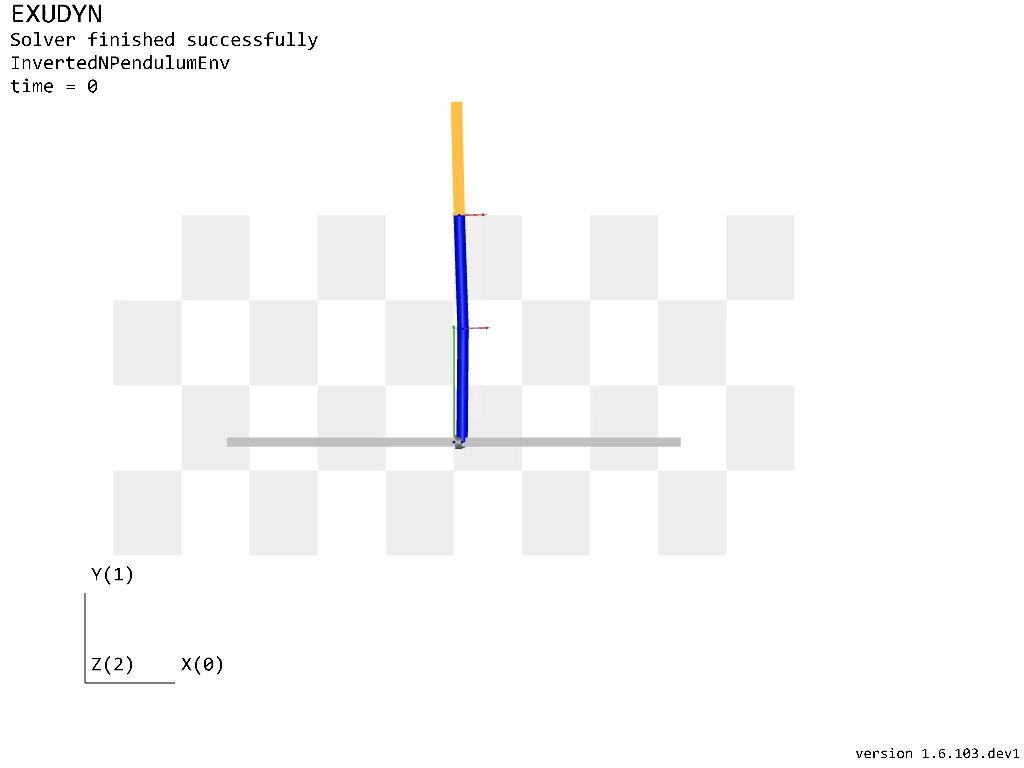 EXUDYN
Solver finished successfully
InvertedNPendulumEnv
time = 0
Y(1)
Z(2)
X(0)
version 1.6.103.dev1